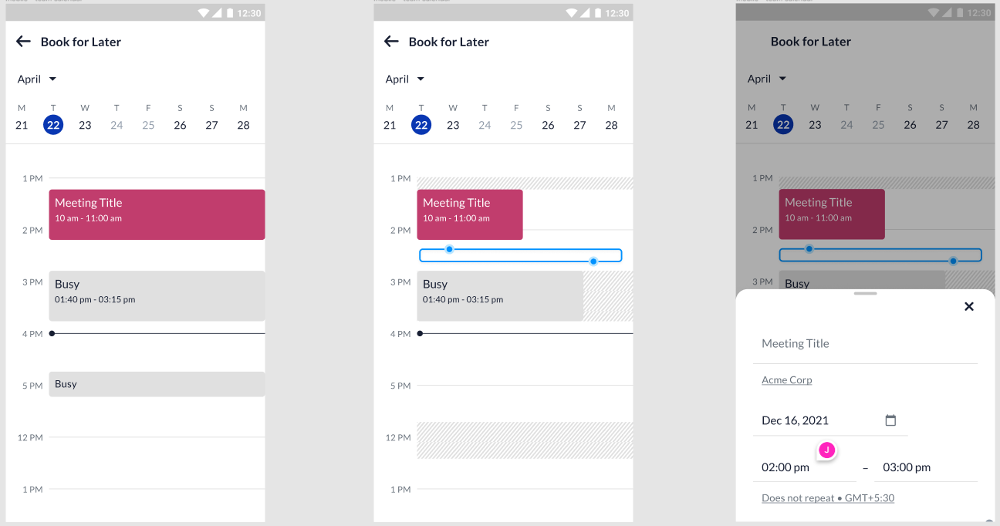 12:30
Book for Later
April
M T W T F S S M
21 22 23 24 25 26 27 28
1 PM
Meeting Title
10 am - 11:00 am
2 PM
3 PM
Busy
01:40 pm - 03:15 pm
4 PM
5 PM
Busy
12 PM
1 PM
12:30
Book for Later
April
M T W T F S S M
21 22 23 24 25 26 27 28
1 PM
Meeting Title
10 am - 11:00 am
2 PM
3 PM
Busy
01:40 pm - 03:15 pm
4 PM
5 PM
12 PM
1 PM
12:30
Book for Later
April
M T W T F S S M
21 22 23 24 25 26 27 28
1 PM
Meeting Title
10 am - 11:00 am
2 PM
3 PM
Busy
Meeting Title
Acme Corp
Dec 16, 2021
J
02:00 pm – 03:00 pm
Does not repeat • GMT+5:30